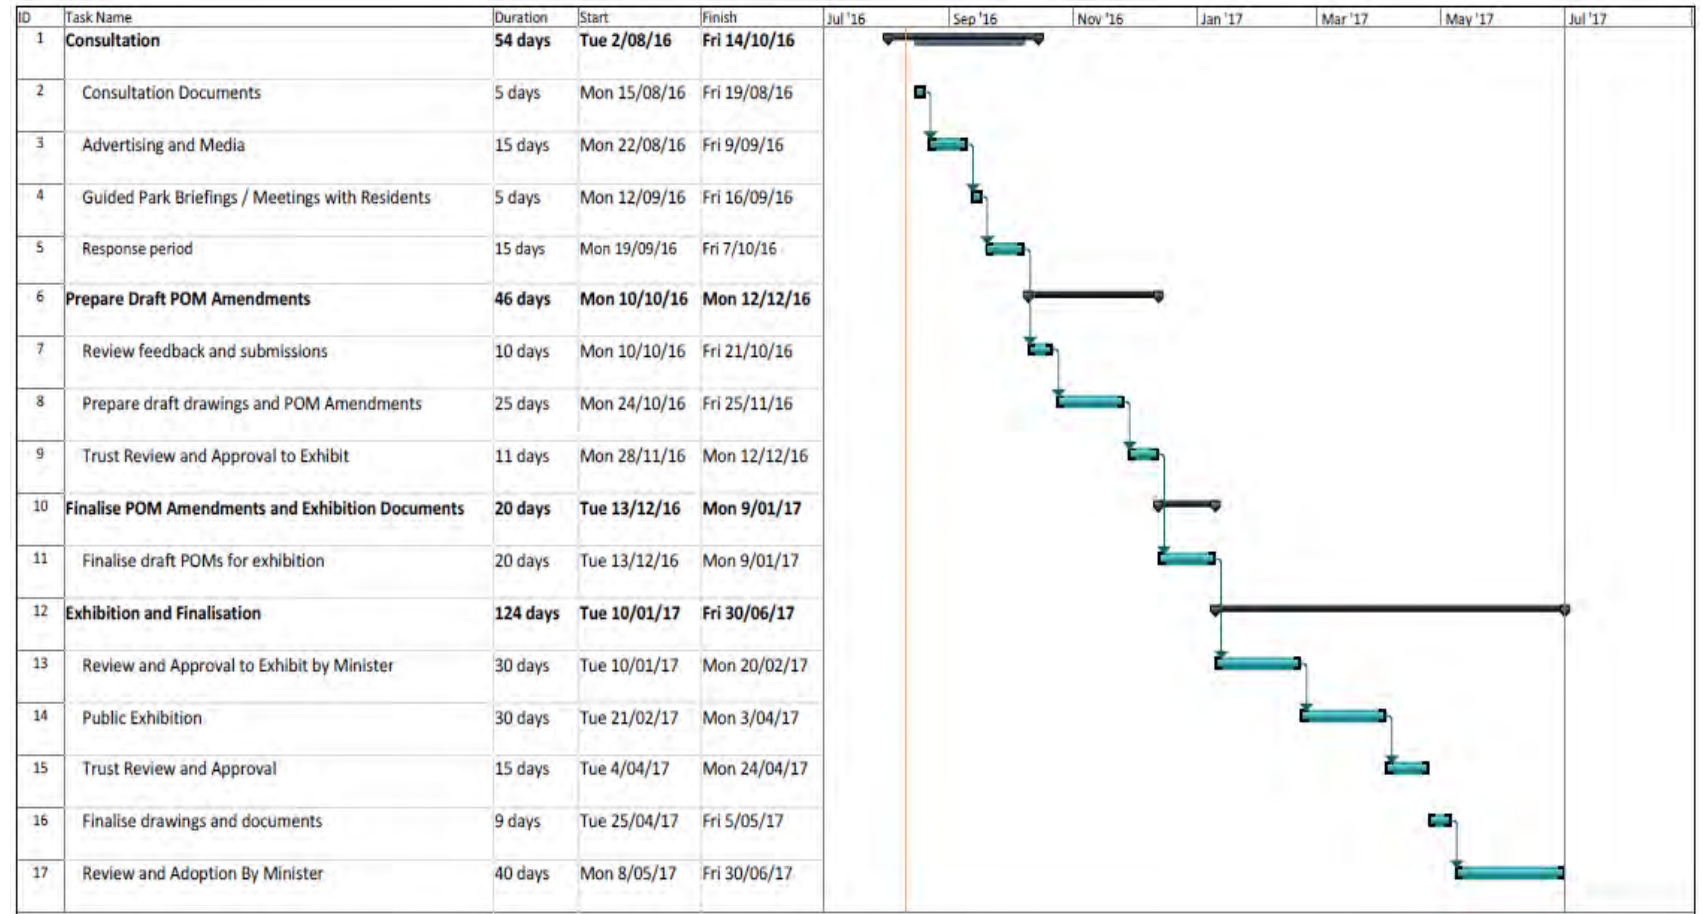 ID Task Name Duration Start Finish Jul '16 Sep '16 Nov '16 Jan '17 Mar '17 May '17 Jul '17
1 Consultation 54 days Tue 2/08/16 Fri 14/10/16
2 Consultation Documents 5 days Mon 15/08/16 Fri 19/08/16
3 Advertising and Media 15 days Mon 22/08/16 Fri 9/09/16
4 Guided Park Briefings / Meetings with Residents 5 days Mon 12/09/16 Fri 16/09/16
5 Response period 15 days Mon 19/09/16 Fri 7/10/16
6 Prepare Draft POM Amendments 46 days Mon 10/10/16 Mon 12/12/16
7 Review feedback and submissions 10 days Mon 10/10/16 Fri 21/10/16
8 Prepare draft drawings and POM Amendments 25 days Mon 24/10/16 Fri 25/11/16
9 Trust Review and Approval to Exhibit 11 days Mon 28/11/16 Mon 12/12/16
10 Finalise POM Amendments and Exhibition Documents 20 days Tue 13/12/16 Mon 9/01/17
11 Finalise draft POMs for exhibition 20 days Tue 13/12/16 Mon 9/01/17
12 Exhibition and Finalisation 124 days Tue 10/01/17 Fri 30/06/17
13 Review and Approval to Exhibit by Minister 30 days Tue 10/01/17 Mon 20/02/17
14 Public Exhibition 30 days Tue 21/02/17 Mon 3/04/17
15 Trust Review and Approval 15 days Tue 4/04/17 Mon 24/04/17
16 Finalise drawings and documents 9 days Tue 25/04/17 Fri 5/05/17
17 Review and Adoption By Minister 40 days Mon 8/05/17 Fri 30/06/17